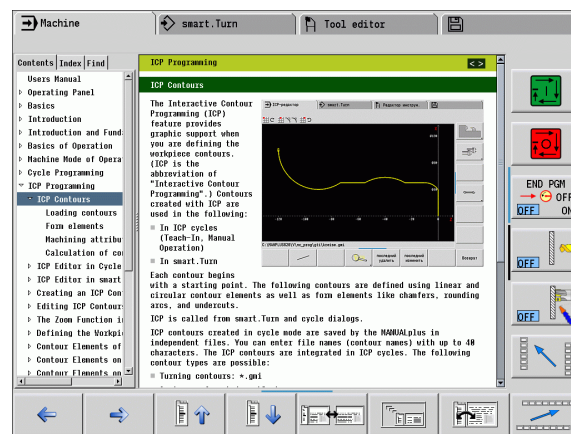 Machine
smart.Turn
Tool editor
Contents Index Find
Users Manual
Operating Panel
Basics
Introduction
Introduction and Fund
Basics of Operation
Machine Mode of Opera
Cycle Programming
ICP Programming
ICP Contours
Loading contours
Form elements
Machining attribu
Calculation of co
ICP Editor in Cycle
ICP Editor in smart
Creating an ICP Con
Editing ICP Contour
The Zoom Function i
Defining the Workpi
Contour Elements of
Contour Elements on
Contour Elements on
ICP Programming
ICP Contours
The Interactive Contour
Programming (ICP)
feature provides
graphic support when
you are defining the
workpiece contours.
(ICP is the
abbreviation of
"Interactive Contour
Programming".) Contours
created with ICP are
used in the following:
In ICP cycles
(Teach-In, Manual
Operation)
In smart.Turn
Each contour begins
with a starting point. The following contours are defined using linear and
circular contour elements as well as form elements like chamfers, rounding
arcs, and undercuts.
ICP is called from smart.Turn and cycle dialogs.
ICP contours created in cycle mode are saved by the MANUALplus in
independent files. You can enter file names (contour names) with up to 40
characters. The ICP contours are integrated in ICP cycles. The following
contour types are possible:
Turning contours: *.gmi
ICP-редактор
smart.Turn
последний
удалить
последний
изменить
Возврат
END PGM
OFF
OFF
ON
OFF
OFF